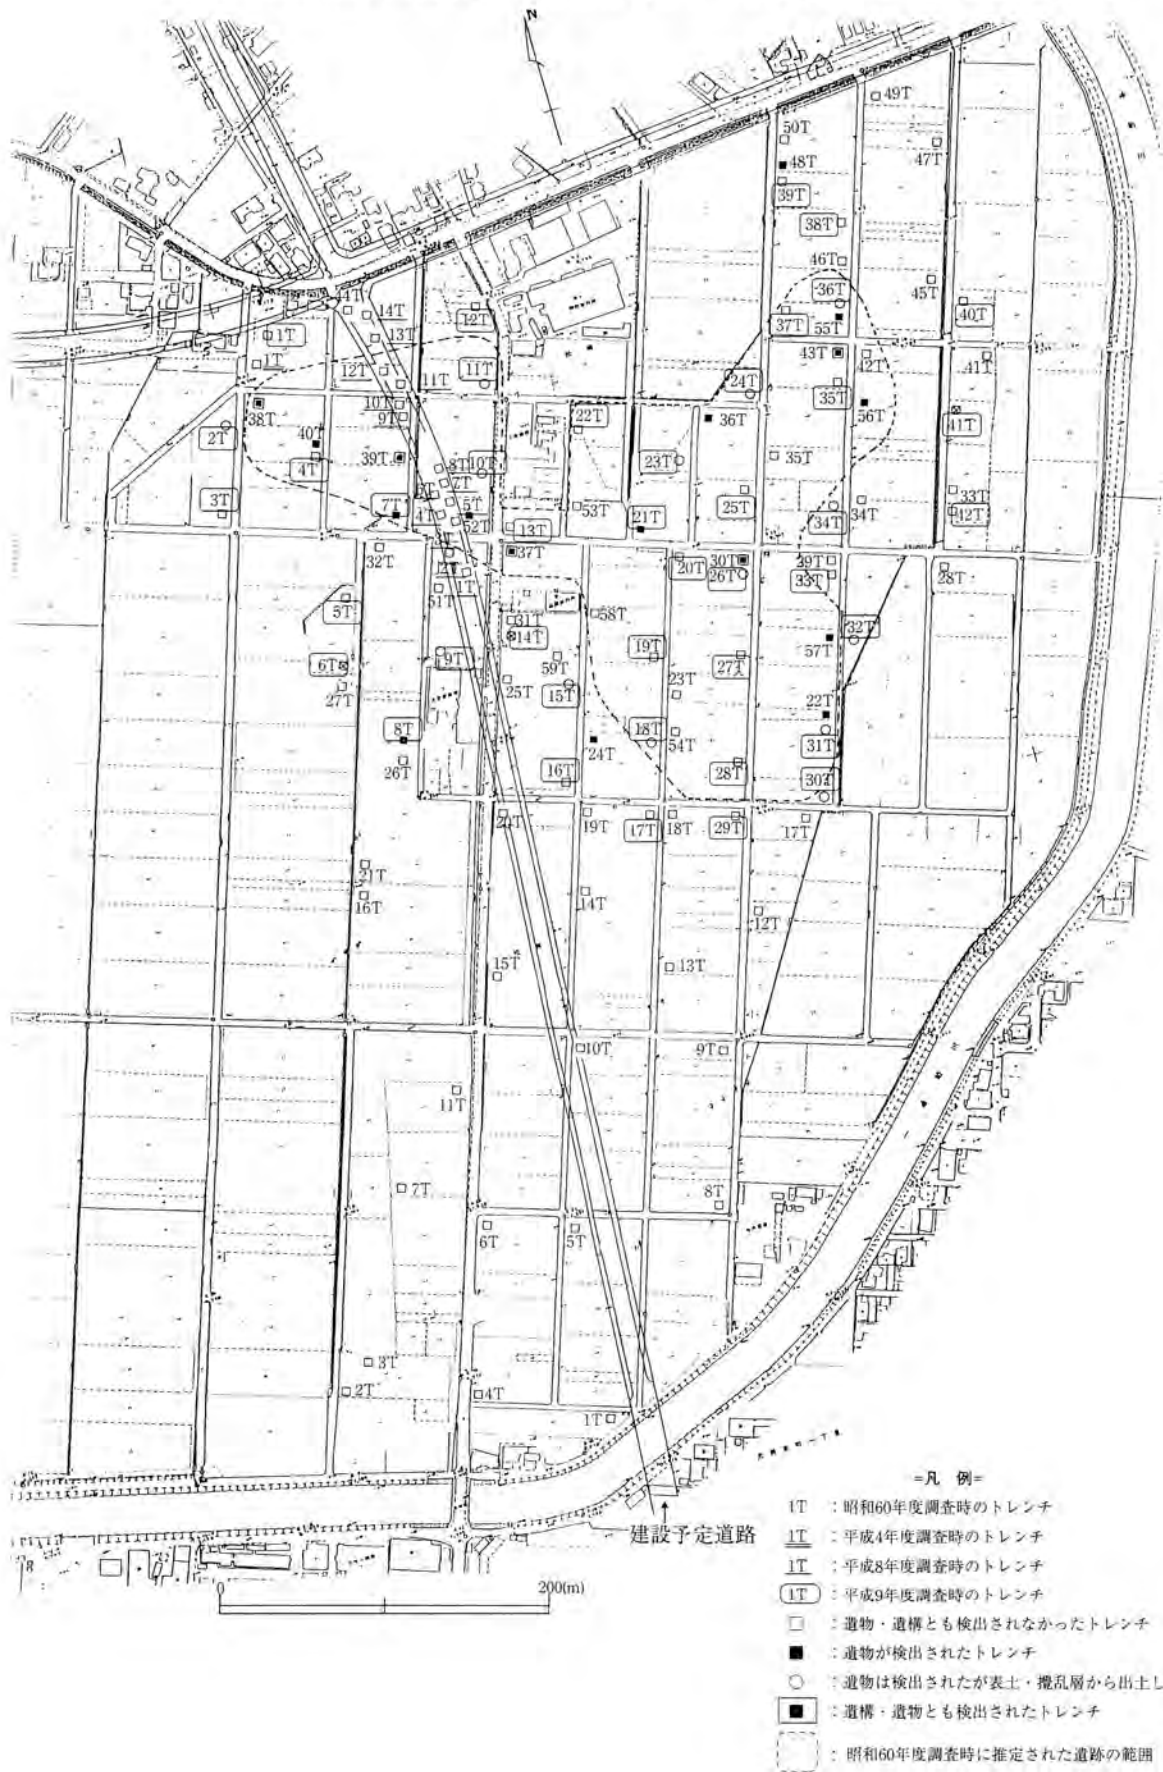 N
49T
50T
47T
48T
39T
38T
46T
36T
45T
44T
14T
12T
37T
55T
40T
1T
13T
43T
42T
41T
1T
12T
11T
11T
24T
35T
10T
9T
22T
36T
56T
41T
38T
2T
40T
4T
39T
8T
10T
23T
35T
7T
6T
33T
3T
7T
4T
5T
52T
13T
53T
21T
25T
34T
34T
42T
32T
2T
37T
20T
30T
26T
39T
33T
28T
1T
51T
5T
31T
58T
14T
32T
57T
6T
9T
59T
19T
27T
27T
25T
15T
23T
22T
8T
24T
18T
54T
31T
26T
16T
28T
30T
20T
19T
17T
18T
29T
17T
21T
16T
14T
12T
15T
13T
10T
9T
11T
7T
8T
6T
5T
3T
2T
4T
1T
建設予定道路
0 200(m)
=凡 例=
1T :昭和60年度調査時のトレンチ
1T :平成4年度調査時のトレンチ
1T :平成8年度調査時のトレンチ
1T :平成9年度調査時のトレンチ
□ :遺物・遺構とも検出されなかったトレンチ
■ :遺物が検出されたトレンチ
○ :遺物は検出されたが表土・攪乱層から出土し
■ :遺構・遺物とも検出されたトレンチ
:昭和60年度調査時に推定された遺跡の範囲